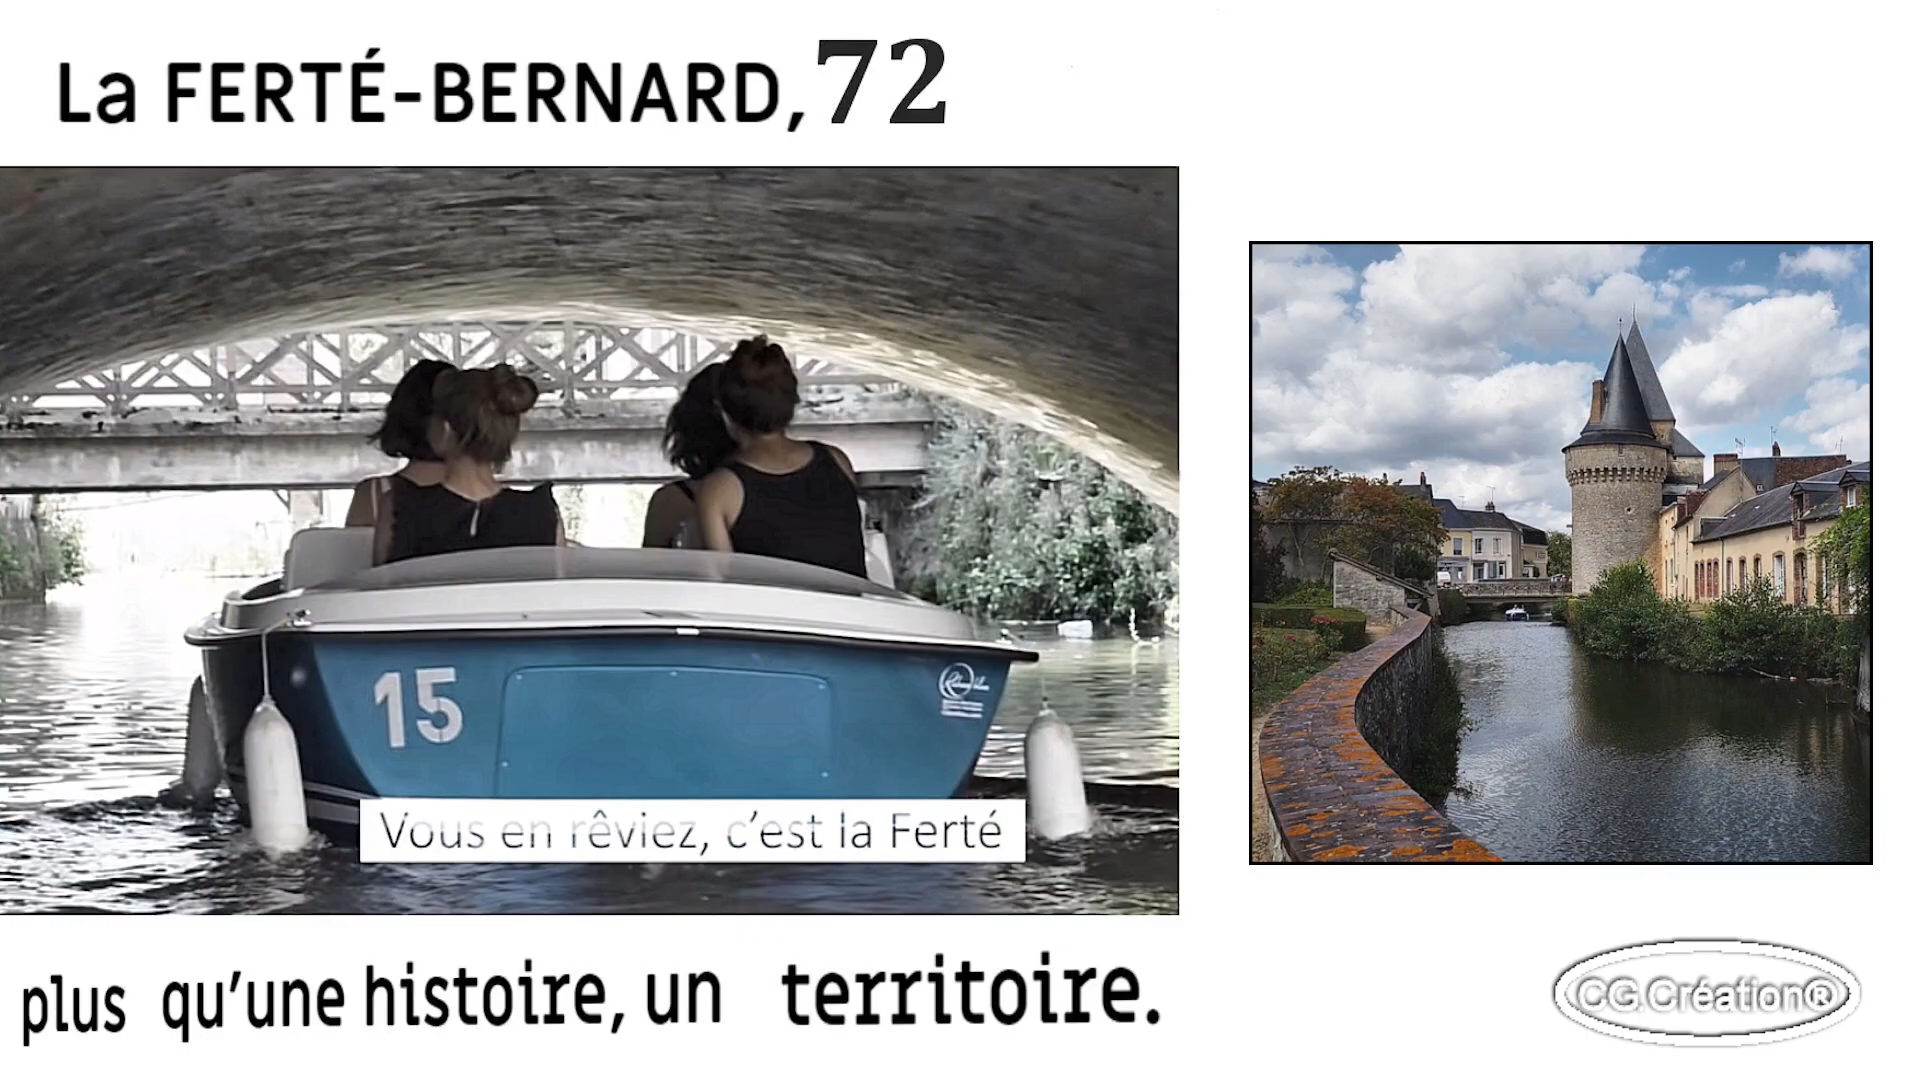 La FERTÉ-BERNARD, 72
15
Vous en rêviez, c’est la Ferté
plus qu’une histoire, un territoire.
CG.Création®